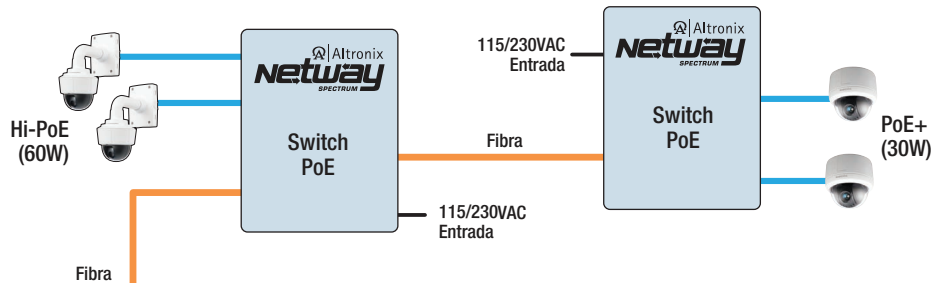 Altronix
Netway
SPECTRUM
Switch
PoE
Hi-PoE
(60W)
Fibra
115/230VAC
Entrada
Fibra
115/230VAC
Entrada
Altronix
Netway
SPECTRUM
Switch
PoE
PoE+
(30W)